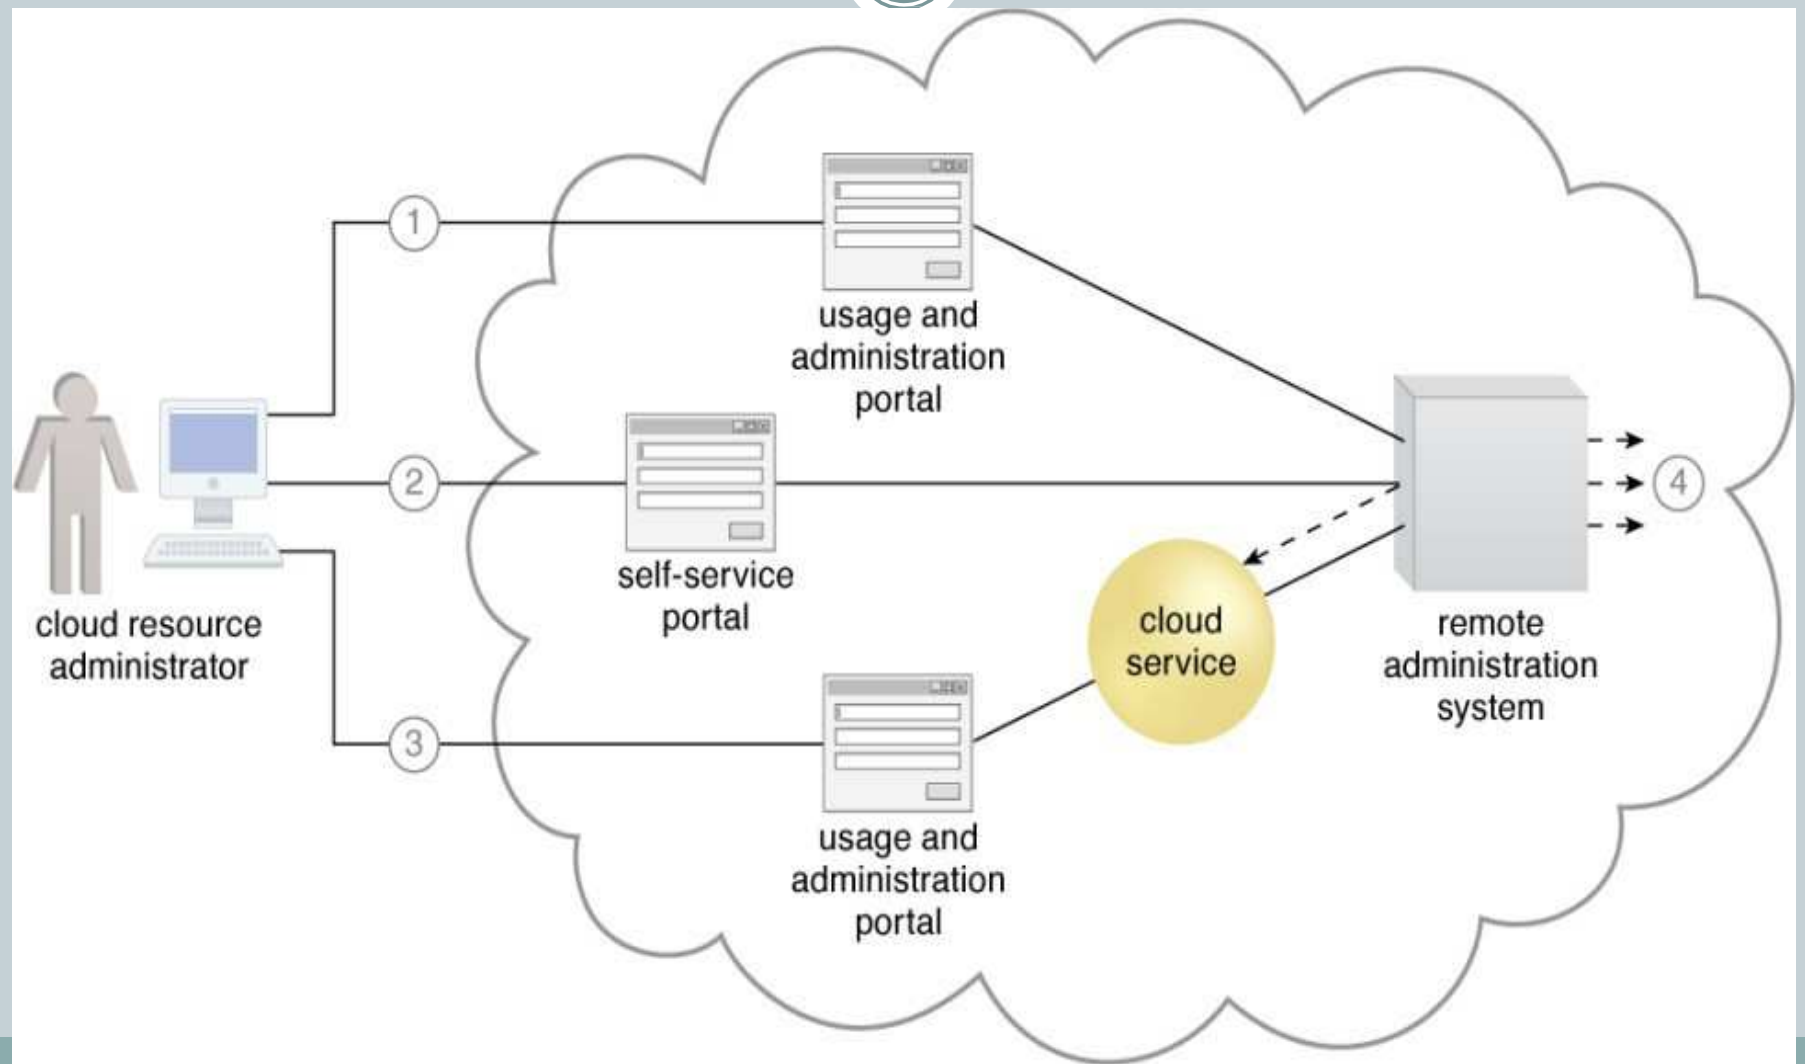 1
usage and
administration
portal
2
4
self-service
portal
cloud
service
cloud resource
administrator
remote
administration
system
3
usage and
administration
portal